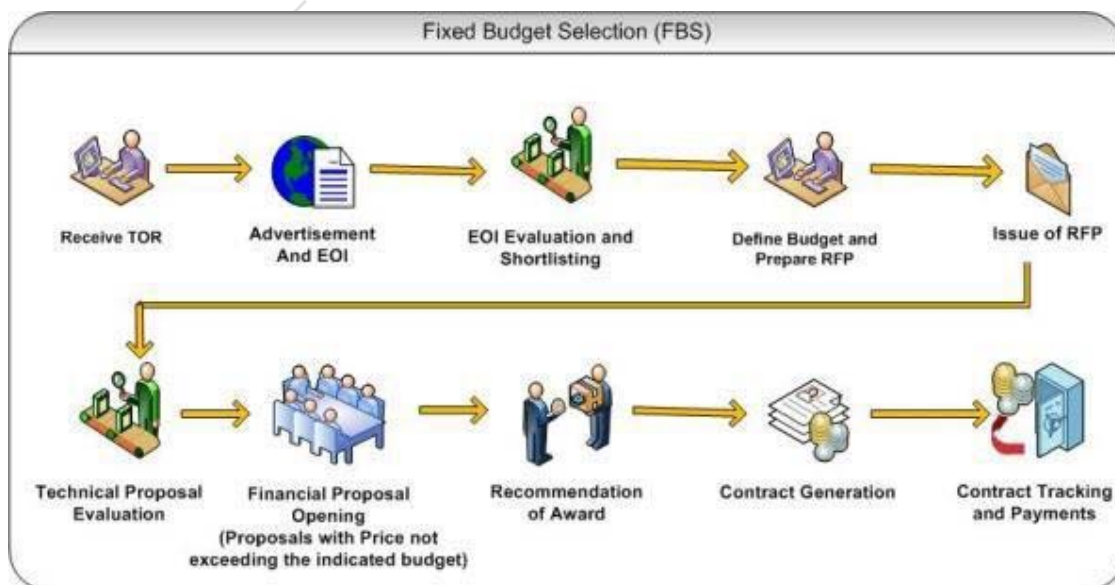 Fixed Budget Selection (FBS)
Receive TOR
Advertisement
And EOI
EOI Evaluation and
Shortlisting
Define Budget and
Prepare RFP
Issue of RFP
Technical Proposal
Evaluation
Financial Proposal
Opening
(Proposals with Price not
exceeding the indicated budget)
Recommendation
of Award
Contract Generation
Contract Tracking
and Payments